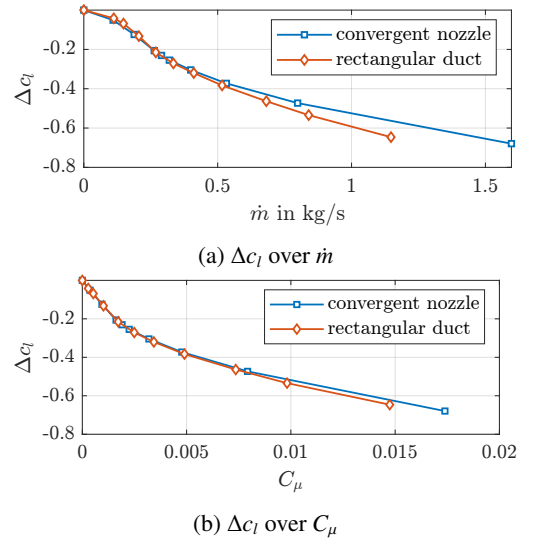 convergent nozzle
rectangular duct
-0.2
-0.4
-0.6
-0.8
Δc_l
0
0.5
1
1.5
ṁ in kg/s
(a) Δc_l over ṁ
convergent nozzle
rectangular duct
-0.2
-0.4
-0.6
-0.8
Δc_l
0
0.005
0.01
0.015
0.02
C_μ
(b) Δc_l over C_μ